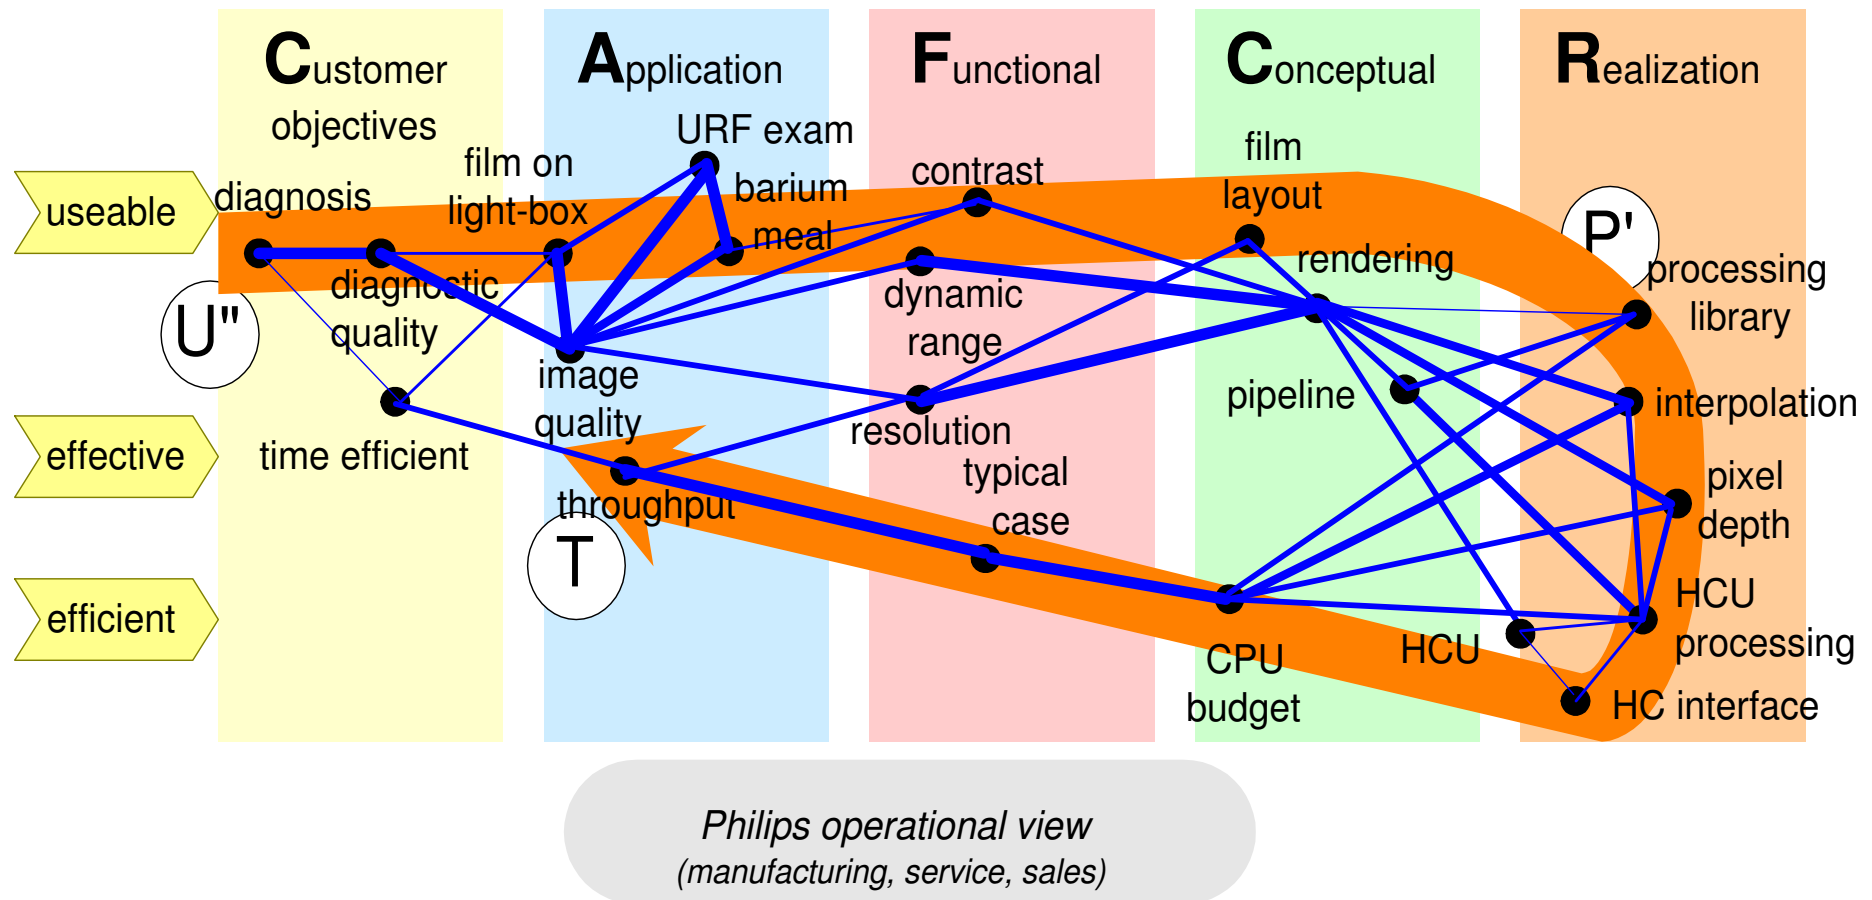 Customer
objectives
Application
Functional
Conceptual
Realization
useable
effective
efficient
diagnosis
diagnostic
quality
time efficient
U"
film on
light-box
URF exam
barium
meal
image
quality
throughput
T
contrast
dynamic
range
resolution
typical
case
film
layout
rendering
pipeline
CPU
budget
HCU
P'
processing
library
interpolation
pixel
depth
HCU
processing
HC interface
Philips operational view
(manufacturing, service, sales)